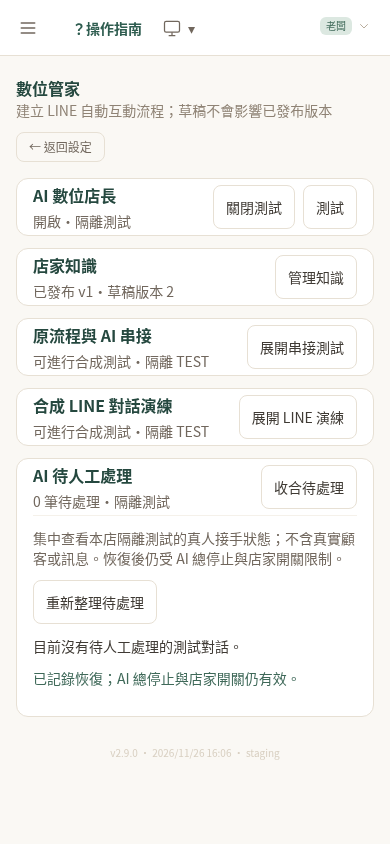 ？操作指南 ▼ 老闆
數位管家
建立 LINE 自動互動流程；草稿不會影響已發布版本
← 返回設定
AI 數位店長
開啟・隔離測試
關閉測試 測試
店家知識
已發布 v1・草稿版本 2
管理知識
原流程與 AI 串接
可進行合成測試・隔離 TEST
展開串接測試
合成 LINE 對話演練
可進行合成測試・隔離 TEST
展開 LINE 演練
AI 待人工處理
0 筆待處理・隔離測試
收合待處理
集中查看本店隔離測試的真人接手狀態；不含真實顧
客或訊息。恢復後仍受 AI 總停止與店家開關限制。
重新整理待處理
目前沒有待人工處理的測試對話。
已記錄恢復；AI 總停止與店家開關仍有效。
v2.9.0 ・ 2026/11/26 16:06 ・ staging